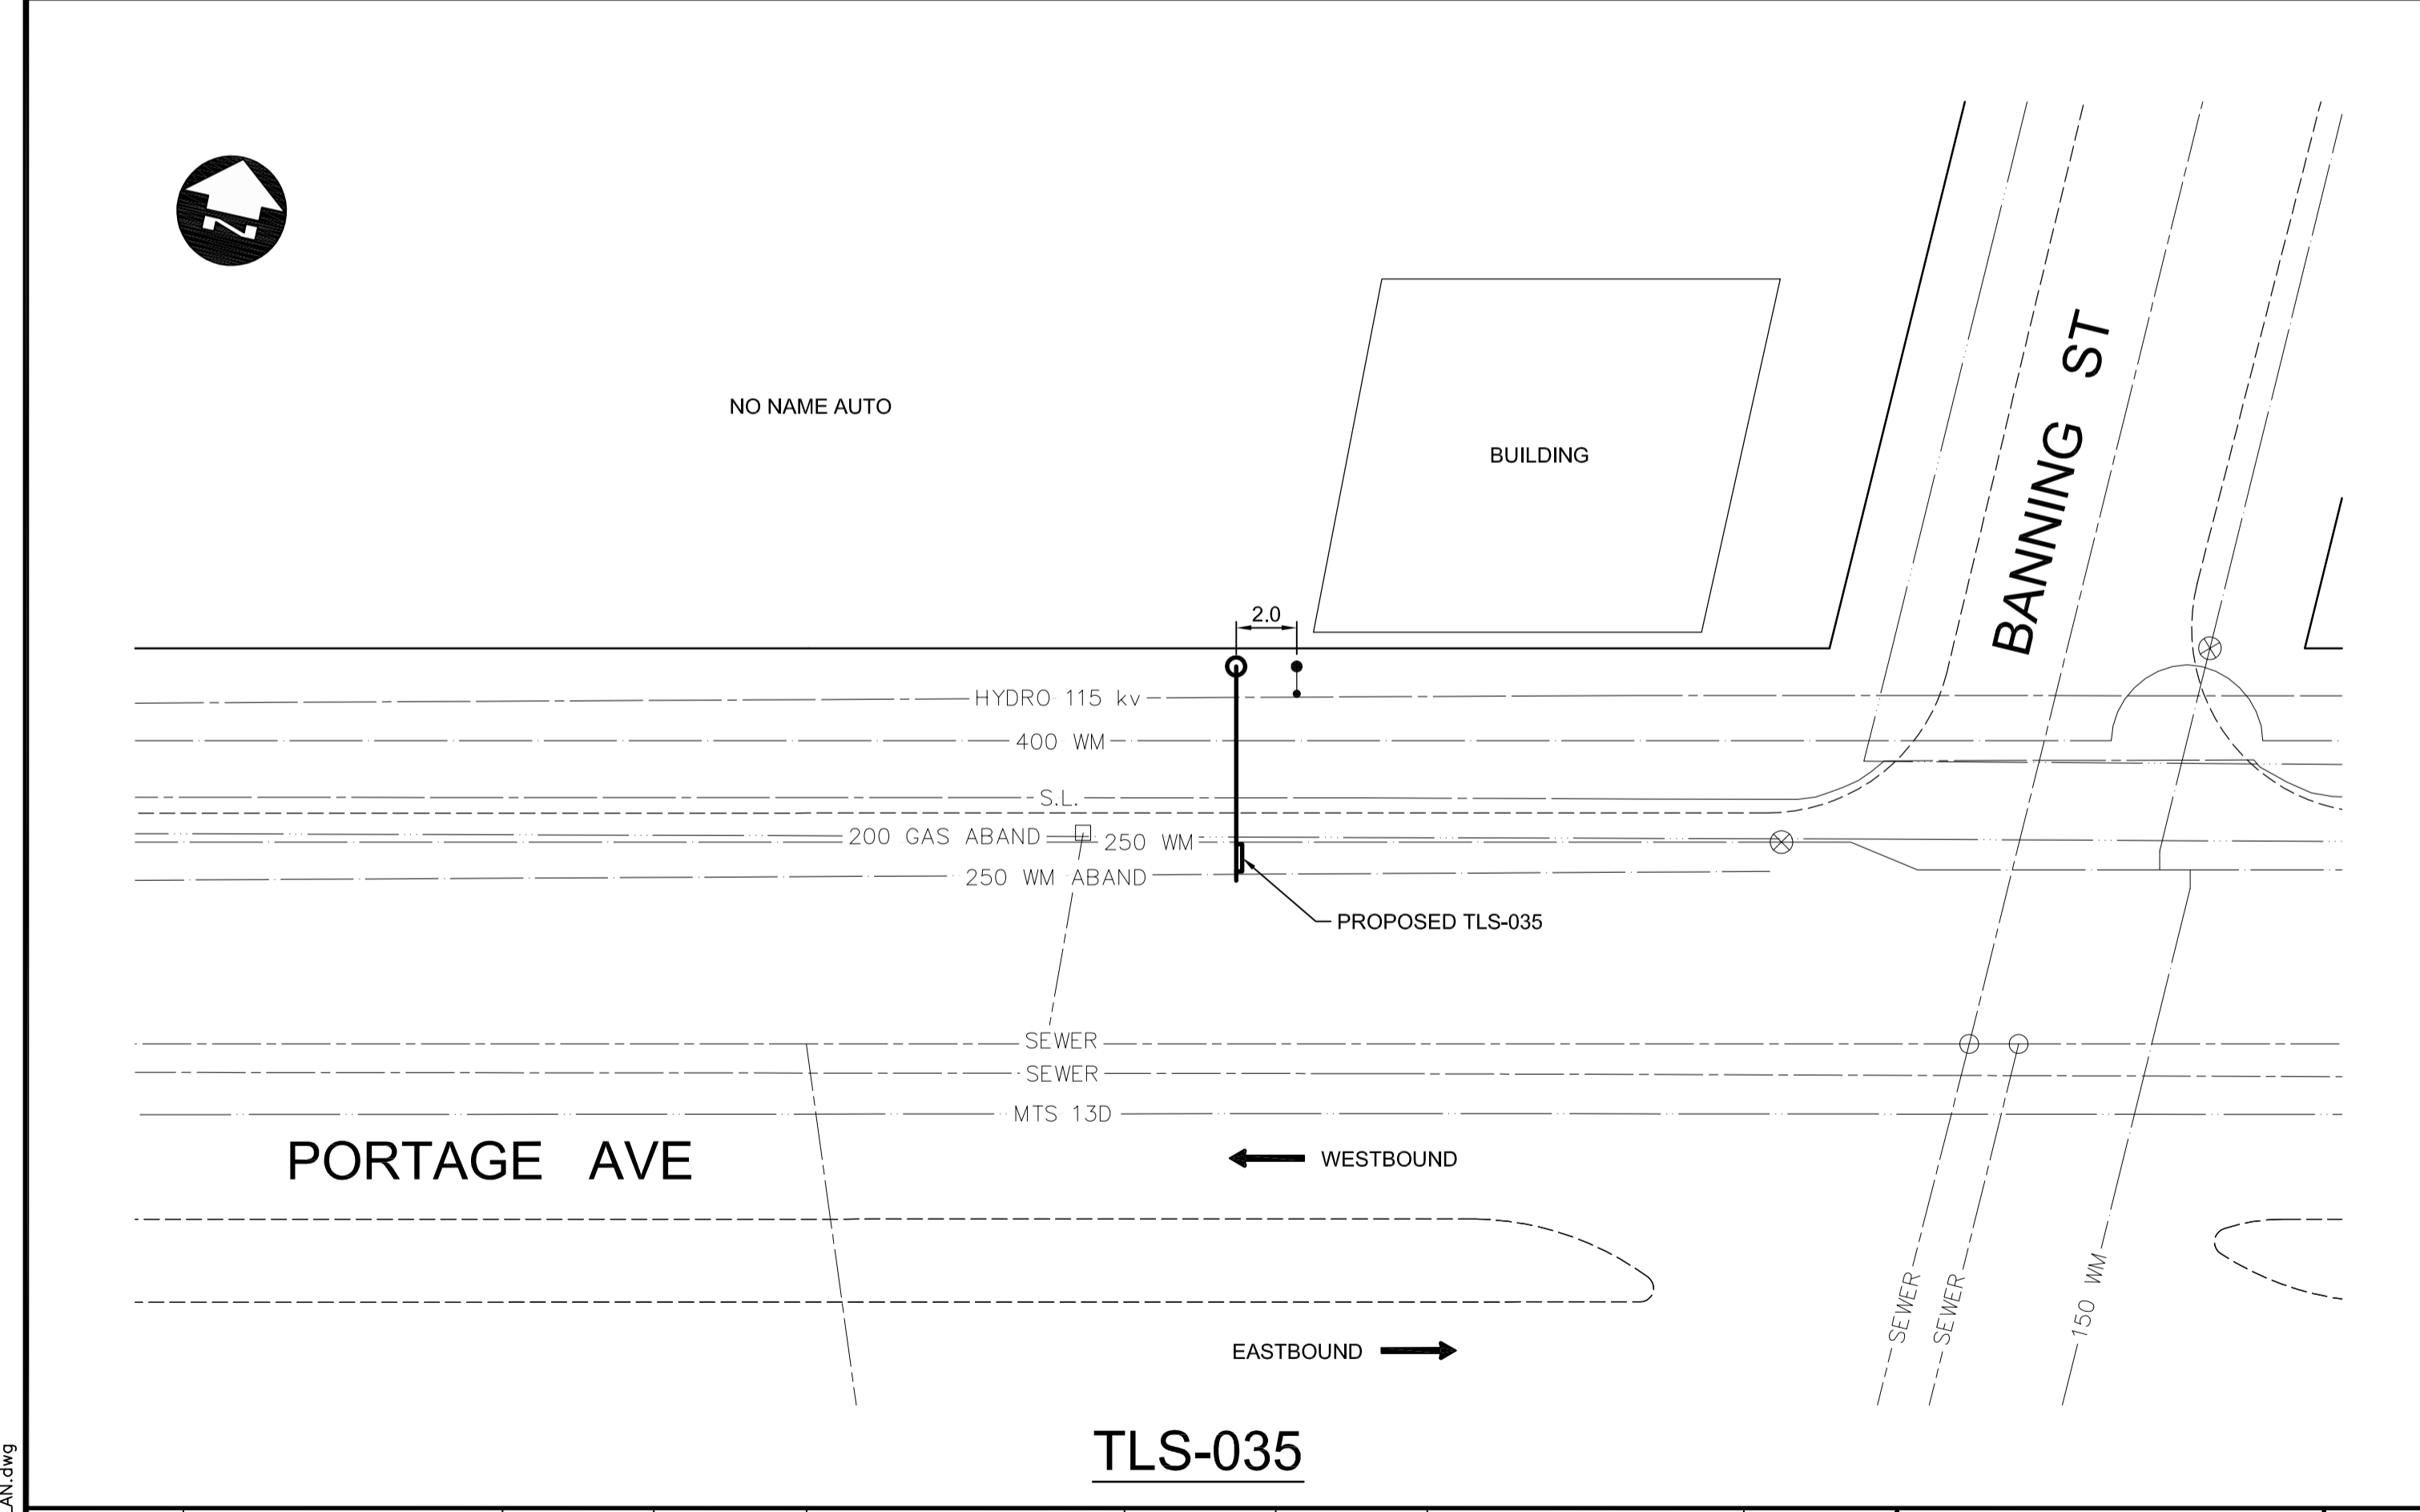 N
NO NAME AUTO
BUILDING
BANNING ST
2.0
HYDRO 115 kv
400 WM
S.L.
200 GAS ABAND
250 WM
250 WM ABAND
PROPOSED TLS-035
SEWER
SEWER
MTS 13D
PORTAGE AVE
WESTBOUND
EASTBOUND
SEWER
SEWER
150 WM
TLS-035
AN.dwg